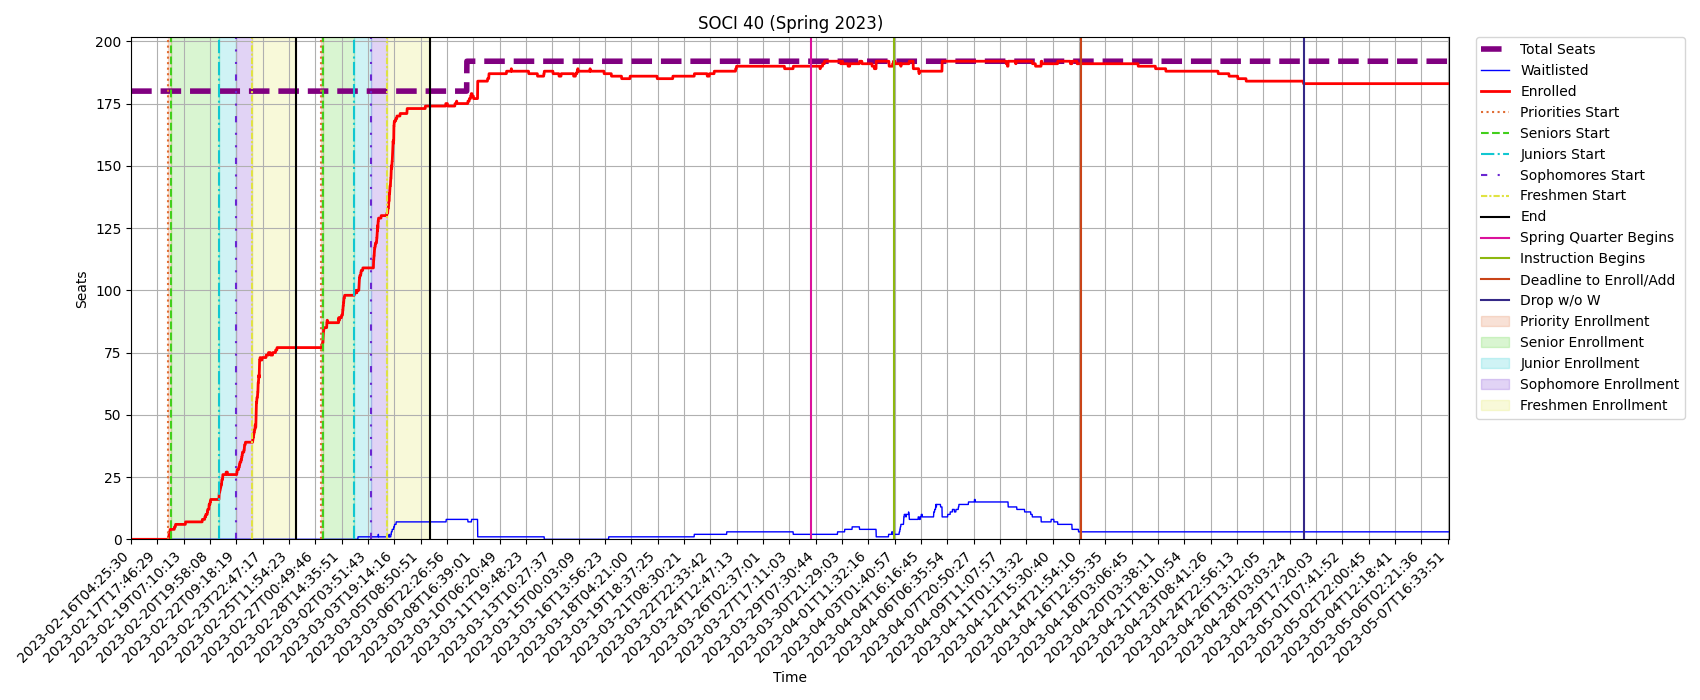 SOCI 40 (Spring 2023)
Seats
200
175
150
125
100
75
50
25
0
2023-02-16T04:25:30
2023-02-17T17:46:29
2023-02-19T07:10:13
2023-02-20T19:58:08
2023-02-22T09:18:19
2023-02-23T22:47:17
2023-02-25T11:54:23
2023-02-27T00:49:46
2023-02-28T14:35:51
2023-03-02T03:51:43
2023-03-03T19:14:16
2023-03-05T08:50:51
2023-03-06T22:26:56
2023-03-08T16:39:01
2023-03-10T06:20:49
2023-03-11T19:48:23
2023-03-13T10:27:37
2023-03-15T00:03:09
2023-03-16T13:56:23
2023-03-18T04:21:00
2023-03-19T18:37:25
2023-03-21T08:30:21
2023-03-22T22:33:42
2023-03-24T12:47:13
2023-03-26T02:37:01
2023-03-27T17:11:03
2023-03-29T07:30:44
2023-03-30T21:29:03
2023-04-01T11:32:16
2023-04-03T01:40:57
2023-04-04T16:16:45
2023-04-06T06:35:54
2023-04-07T20:50:27
2023-04-09T11:07:57
2023-04-11T01:13:32
2023-04-12T15:30:40
2023-04-14T21:54:10
2023-04-16T12:55:35
2023-04-18T03:06:45
2023-04-20T03:38:11
2023-04-21T18:10:54
2023-04-23T08:41:26
2023-04-24T22:56:13
2023-04-26T13:12:05
2023-04-28T03:03:24
2023-04-29T17:20:03
2023-05-01T07:41:52
2023-05-02T22:00:45
2023-05-04T12:18:41
2023-05-06T02:21:36
2023-05-07T16:33:51
Time
Total Seats
Waitlisted
Enrolled
Priorities Start
Seniors Start
Juniors Start
Sophomores Start
Freshmen Start
End
Spring Quarter Begins
Instruction Begins
Deadline to Enroll/Add
Drop w/o W
Priority Enrollment
Senior Enrollment
Junior Enrollment
Sophomore Enrollment
Freshmen Enrollment